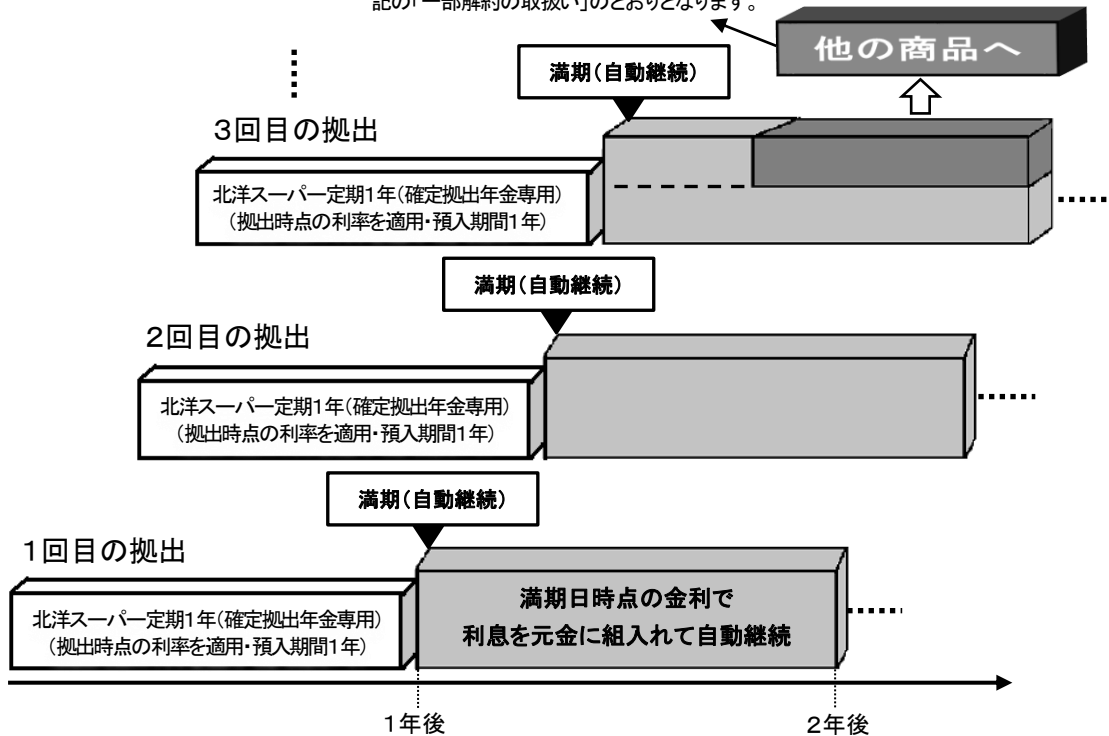 記の「一部解約の取扱い」のとおりとなります。
他の商品へ
満期(自動継続)
3回目の拠出
北洋スーパー定期1年(確定拠出年金専用)
(拠出時点の利率を適用・預入期間1年)
満期(自動継続)
2回目の拠出
北洋スーパー定期1年(確定拠出年金専用)
(拠出時点の利率を適用・預入期間1年)
満期(自動継続)
1回目の拠出
北洋スーパー定期1年(確定拠出年金専用)
(拠出時点の利率を適用・預入期間1年)
満期日時点の金利で
利息を元金に組入れて自動継続
1年後
2年後